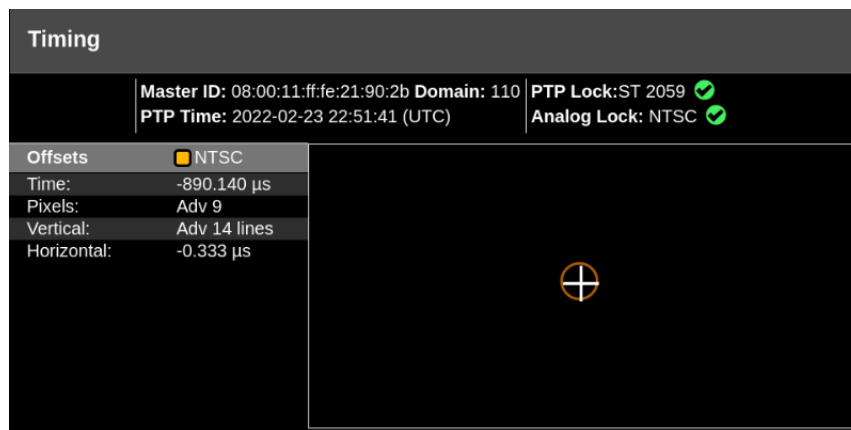 Timing
Master ID: 08:00:11:ff:fe:21:90:2b Domain: 110
PTP Time: 2022-02-23 22:51:41 (UTC)
PTP Lock:ST 2059
Analog Lock: NTSC
Offsets NTSC
Time: -890.140 µs
Pixels: Adv 9
Vertical: Adv 14 lines
Horizontal: -0.333 µs